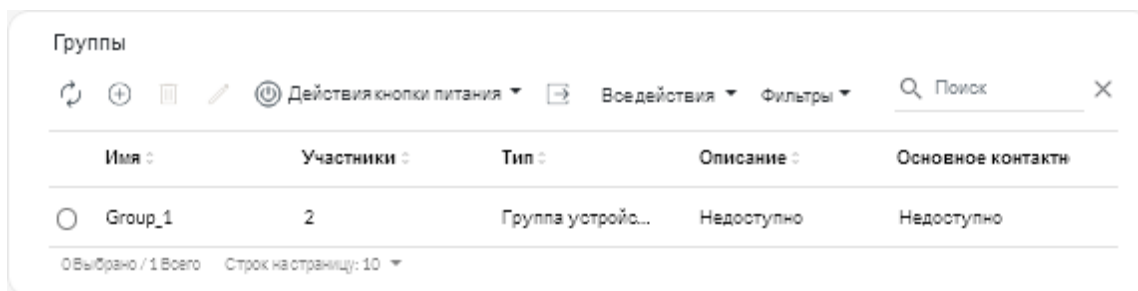 Группы
Действия кнопки питания Все действия Фильтры Поиск
Имя Участники Тип Описание Основное контактн
Group_1 2 Группа устройс... Недоступно Недоступно
0 Выбрано / 1 Всего Строк на страницу: 10